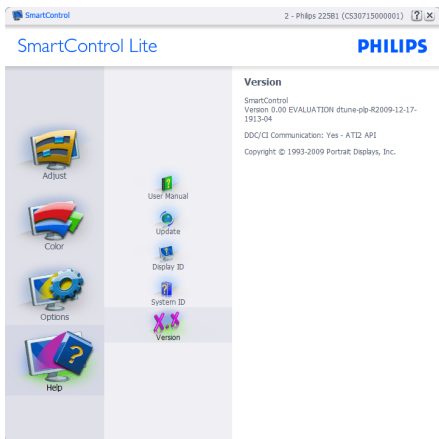 SmartControl
2 - Philips 225B1 (CS30715000001)
SmartControl Lite
PHILIPS
Adjust
Color
Options
Help
User Manual
Update
Display ID
System ID
X.X
Version
Version
SmartControl
Version 0.00 EVALUATION dtune-plp-R2009-12-17-
1913-04
DDC/CI Communication: Yes - ATI2 API
Copyright © 1993-2009 Portrait Displays, Inc.